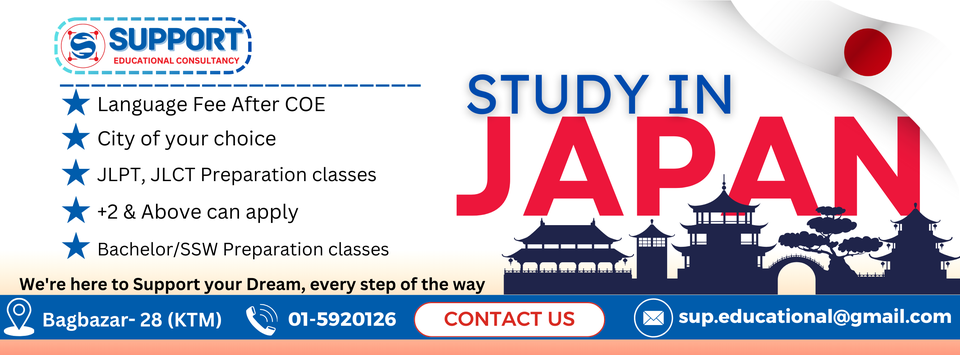 SUPPORT
EDUCATIONAL CONSULTANCY
Language Fee After COE
City of your choice
JLPT, JLCT Preparation classes
+2 & Above can apply
Bachelor/SSW Preparation classes
We're here to Support your Dream, every step of the way
STUDY IN
JAPAN
Bagbazar- 28 (KTM)
01-5920126
CONTACT US
sup.educational@gmail.com